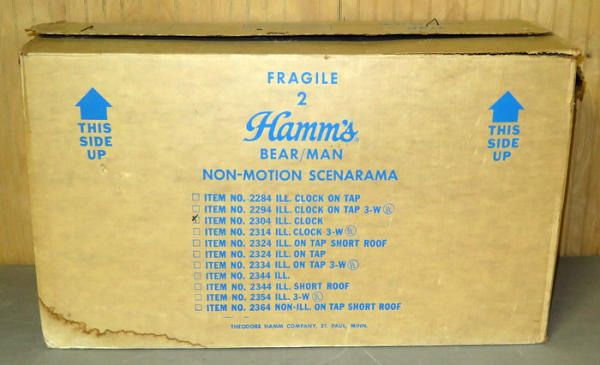 FRAGILE
2
Hamm's
BEAR/MAN
NON-MOTION SCENARAMA
THIS SIDE UP
THIS SIDE UP
ITEM NO. 2284 ILL. CLOCK ON TAP
ITEM NO. 2294 ILL. CLOCK ON TAP 3-W UL
ITEM NO. 2304 ILL. CLOCK
ITEM NO. 2314 ILL. CLOCK 3-W UL
ITEM NO. 2324 ILL. ON TAP SHORT ROOF
ITEM NO. 2324 ILL. ON TAP
ITEM NO. 2334 ILL. ON TAP 3-W UL
ITEM NO. 2344 ILL.
ITEM NO. 2344 ILL. SHORT ROOF
ITEM NO. 2354 ILL. 3-W UL
ITEM NO. 2364 NON-ILL. ON TAP SHORT ROOF
THEODORE HAMM COMPANY, ST. PAUL, MINN.